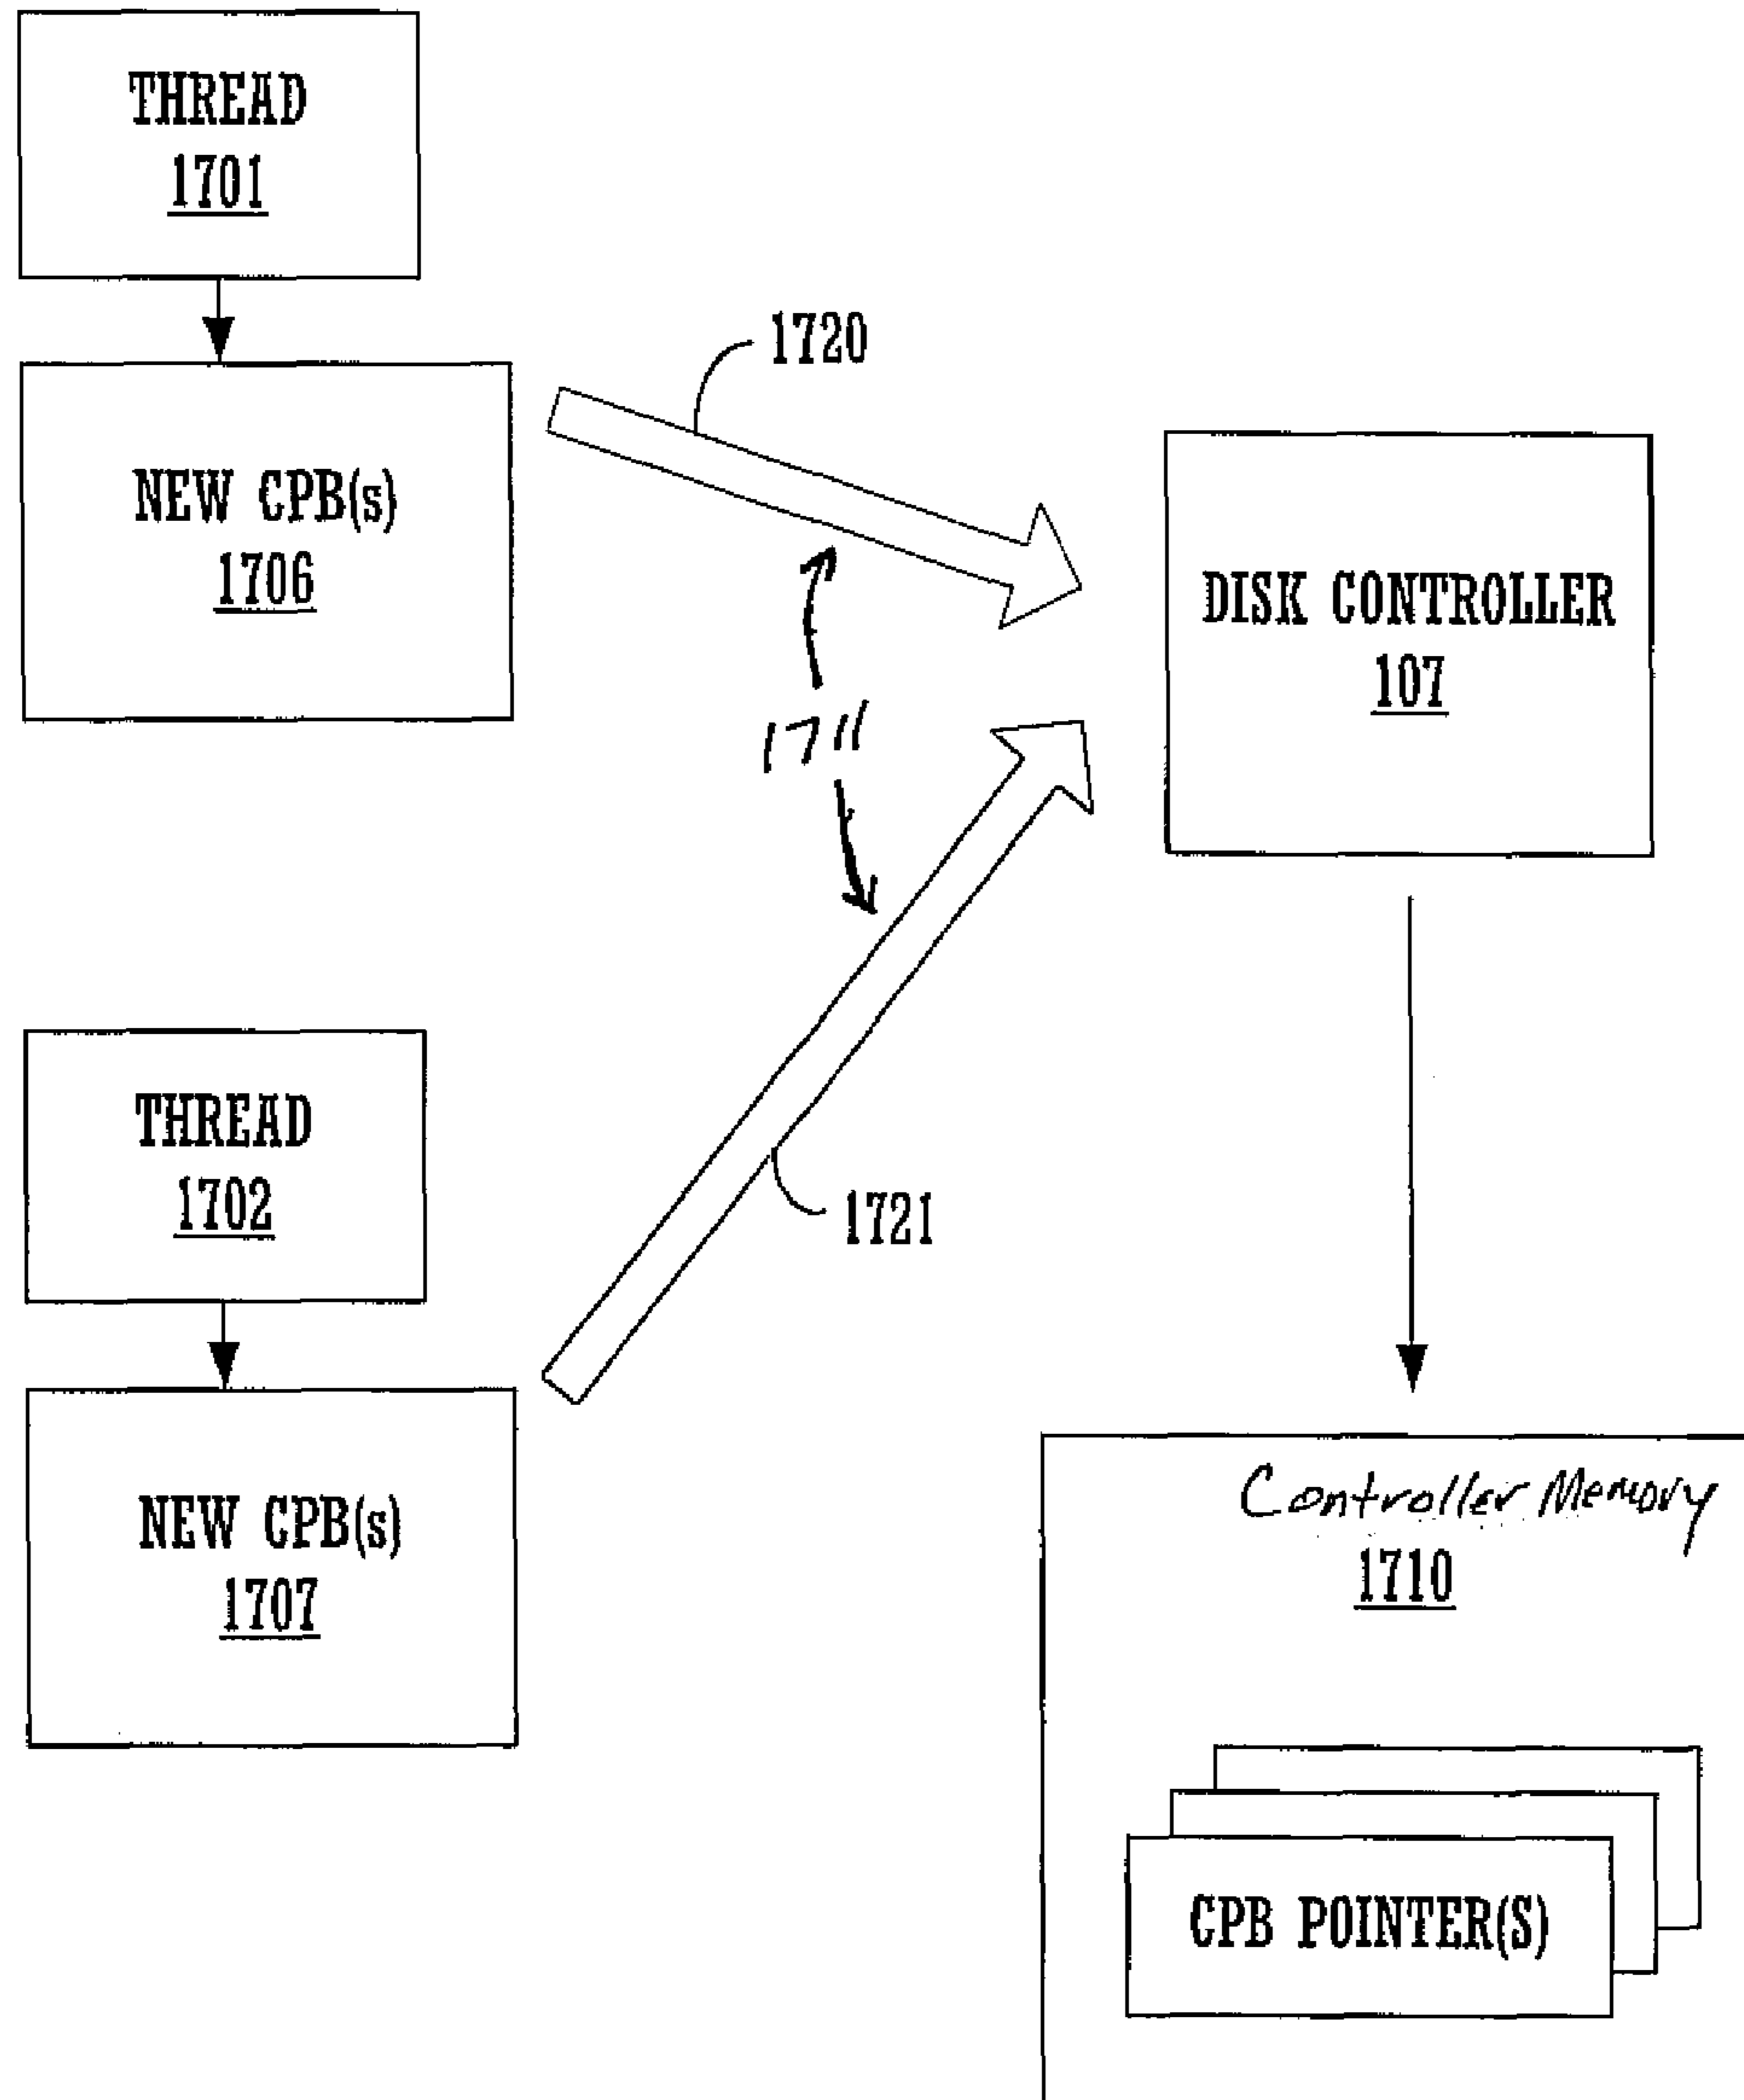 THREAD
1701
NEW CPB(s)
1706
1720
DISK CONTROLLER
107
1711
THREAD
1702
1721
NEW CPB(s)
1707
Controller Memory
1710
CPB POINTER(S)